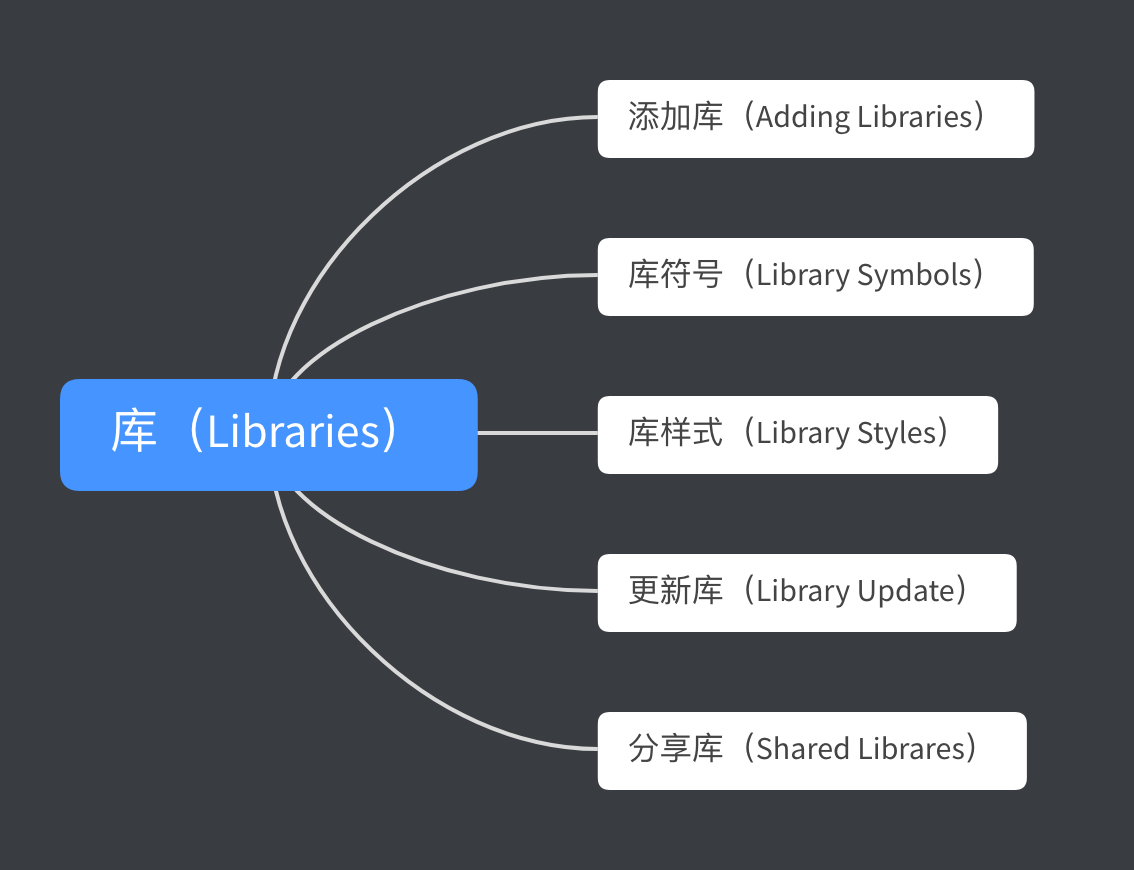 添加库（Adding Libraries）
库符号（Library Symbols）
库（Libraries）
库样式（Library Styles）
更新库（Library Update）
分享库（Shared Librares）